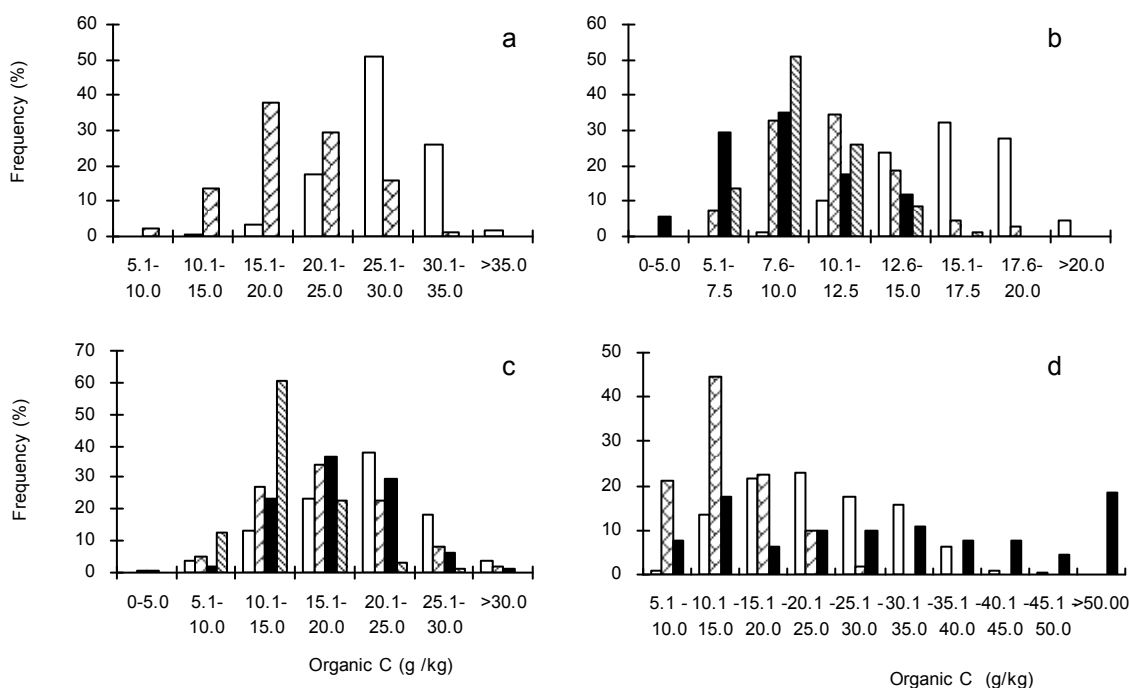 a
60
50
40
30
20
10
0
Frequency (%)
5.1- 10.1- 15.1- 20.1- 25.1- 30.1- >35.0
10.0 15.0 20.0 25.0 30.0 35.0
b
60
50
40
30
20
10
0
0-5.0 5.1- 7.6- 10.1- 12.6- 15.1- 17.6- >20.0
7.5 10.0 12.5 15.0 17.5 20.0
c
70
60
50
40
30
20
10
0
Frequency (%)
0-5.0 5.1- 10.1- 15.1- 20.1- 25.1- >30.0
10.0 15.0 20.0 25.0 30.0
Organic C (g /kg)
d
50
40
30
20
10
0
5.1 - 10.1 -15.1 -20.1 -25.1 -30.1 -35.1 -40.1 -45.1 ->50.00
10.0 15.0 20.0 25.0 30.0 35.0 40.0 45.0 50.0
Organic C (g/kg)